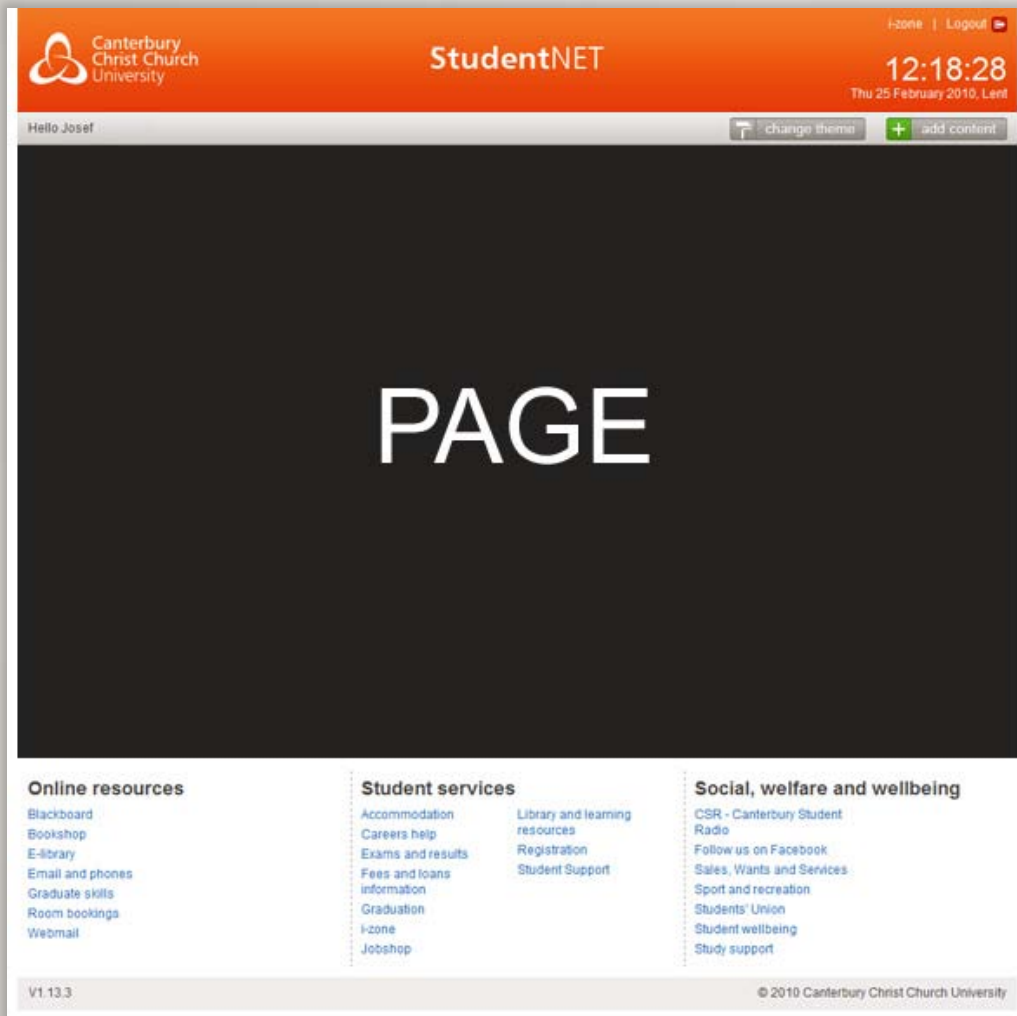 Canterbury
Christ Church
University
StudentNET
i-zone | Logout
12:18:28
Thu 25 February 2010, Lent
Hello Josef
change theme
add content
PAGE
Online resources
Blackboard
Bookshop
E-library
Email and phones
Graduate skills
Room bookings
Webmail
Student services
Accommodation
Careers help
Exams and results
Fees and loans
information
Graduation
i-zone
Jobshop
Library and learning
resources
Registration
Student Support
Social, welfare and wellbeing
CSR - Canterbury Student
Radio
Follow us on Facebook
Sales, Wants and Services
Sport and recreation
Students' Union
Student wellbeing
Study support
V1.13.3
© 2010 Canterbury Christ Church University